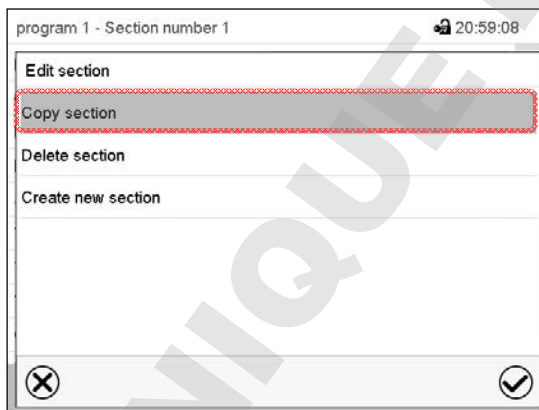 program 1 - Section number 1 20:59:08
Edit section
Copy section
Delete section
Create new section